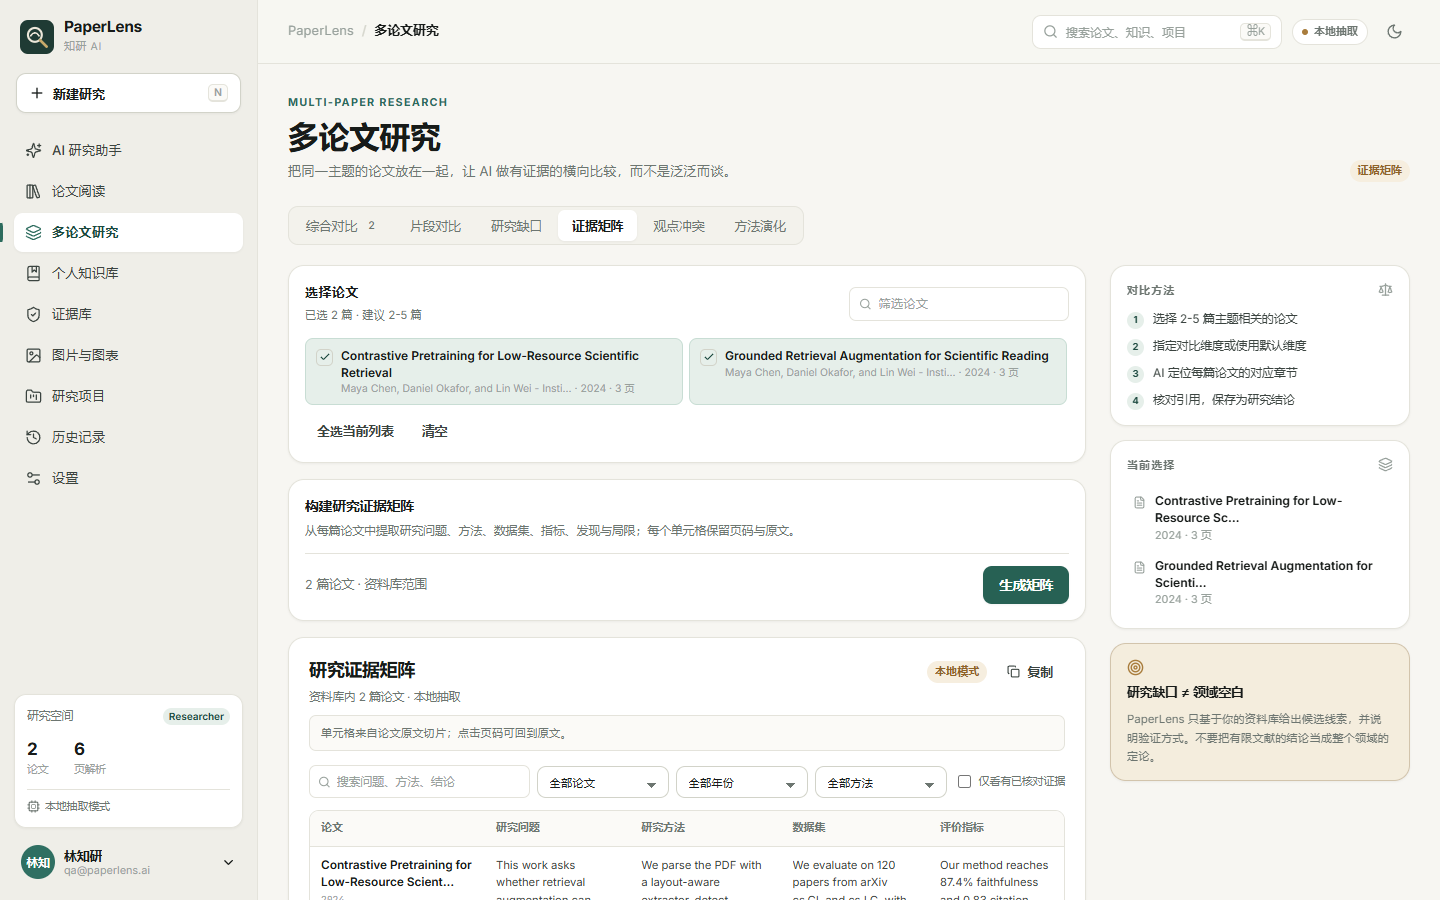 PaperLens
知研 AI
新建研究 N
AI 研究助手
论文阅读
多论文研究
个人知识库
证据库
图片与图表
研究项目
历史记录
设置
研究空间 Researcher
2 6
论文 页解析
本地抽取模式
林知 林知研
qa@paperlens.ai
PaperLens / 多论文研究
搜索论文、知识、项目 ⌘K 本地抽取
MULTI-PAPER RESEARCH
多论文研究
把同一主题的论文放在一起，让 AI 做有证据的横向比较，而不是泛泛而谈。
证据矩阵
综合对比 2 片段对比 研究缺口 证据矩阵 观点冲突 方法演化
选择论文
已选 2 篇 · 建议 2-5 篇
筛选论文
Contrastive Pretraining for Low-Resource Scientific
Retrieval
Maya Chen, Daniel Okafor, and Lin Wei - Insti... · 2024 · 3 页
Grounded Retrieval Augmentation for Scientific Reading
Maya Chen, Daniel Okafor, and Lin Wei - Insti... · 2024 · 3 页
全选当前列表 清空
构建研究证据矩阵
从每篇论文中提取研究问题、方法、数据集、指标、发现与局限；每个单元格保留页码与原文。
2 篇论文 · 资料库范围 生成矩阵
研究证据矩阵
资料库内 2 篇论文 · 本地抽取
本地模式 复制
单元格来自论文原文切片；点击页码可回到原文。
搜索问题、方法、结论 全部论文 全部年份 全部方法 仅看有已核对证据
论文 研究问题 研究方法 数据集 评价指标
Contrastive Pretraining for This work asks We parse the PDF with We evaluate on 120 Our method reaches
Low-Resource Scient... whether retrieval a layout-aware papers from arXiv 87.4% faithfulness
2024 augmentation can extractor, detect cs.CL and cs.LG, with and 0.83 citation
对比方法
1 选择 2-5 篇主题相关的论文
2 指定对比维度或使用默认维度
3 AI 定位每篇论文的对应章节
4 核对引用，保存为研究结论
当前选择
Contrastive Pretraining for Low-
Resource Sc...
2024 · 3 页
Grounded Retrieval Augmentation for
Scienti...
2024 · 3 页
研究缺口 ≠ 领域空白
PaperLens 只基于你的资料库给出候选线索，并说
明验证方式。不要把有限文献的结论当成整个领域的
定论。